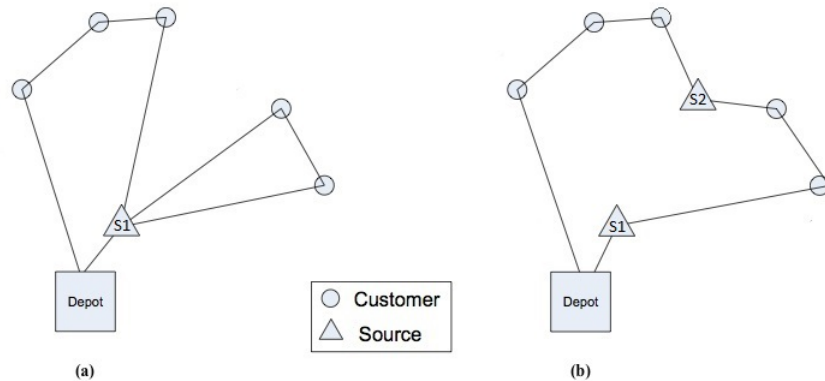 S2
S1
S1
Depot
Depot
Customer
Source
(a)
(b)